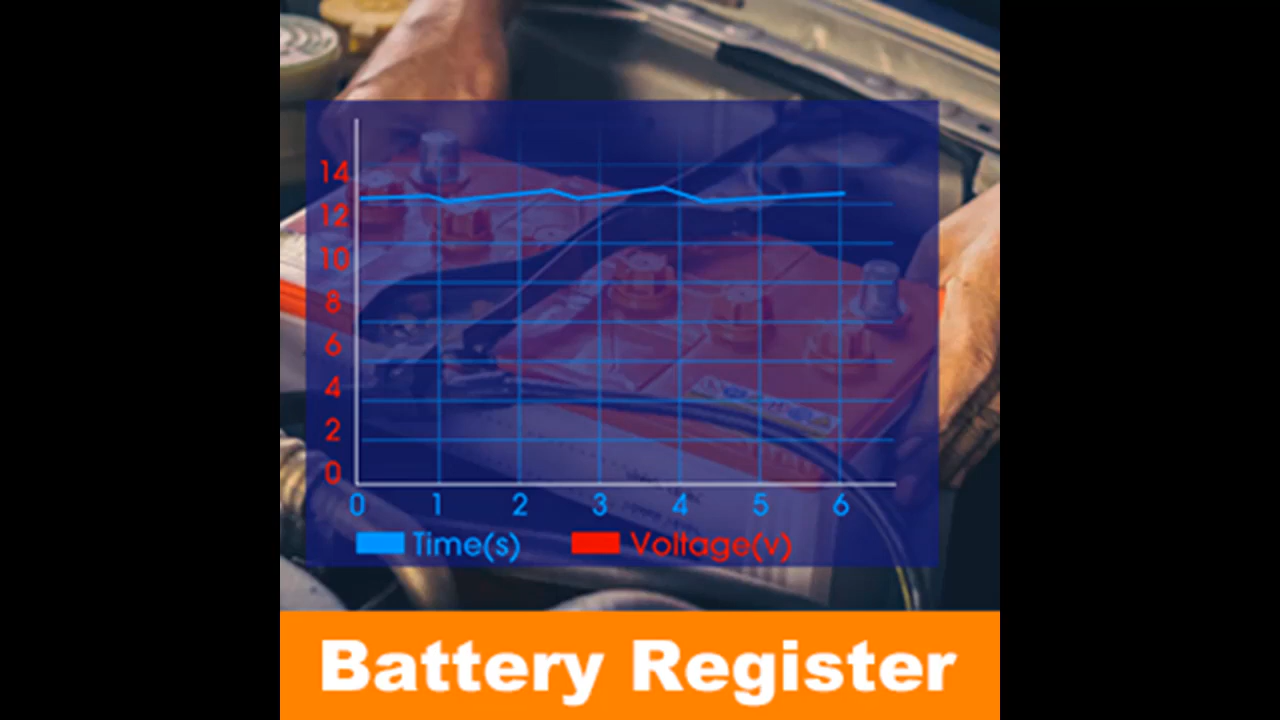 14
12
10
8
6
4
2
0
0 1 2 3 4 5 6
Time(s) Voltage(v)
Battery Register